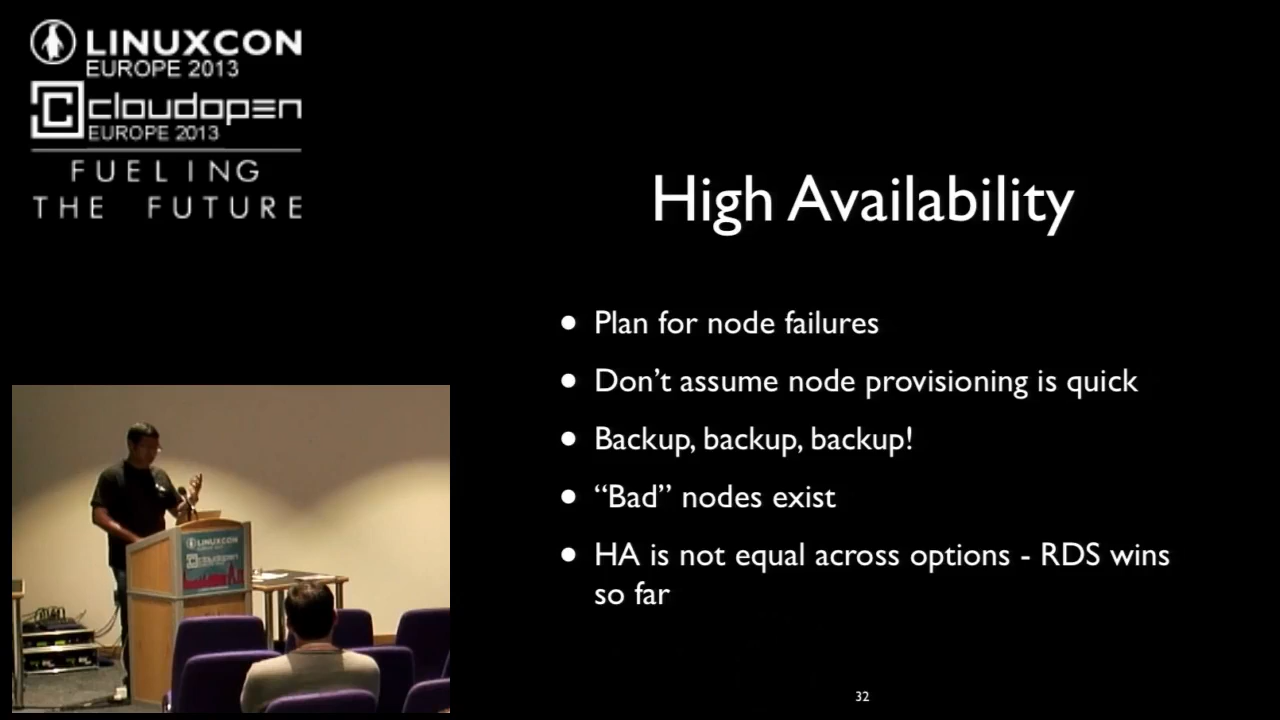 LINUXCON
EUROPE 2013
cloudopen
EUROPE 2013
FUELING
THE FUTURE
High Availability
• Plan for node failures
• Don’t assume node provisioning is quick
• Backup, backup, backup!
• “Bad” nodes exist
• HA is not equal across options - RDS wins
so far
LINUXCON
cloudopen
32